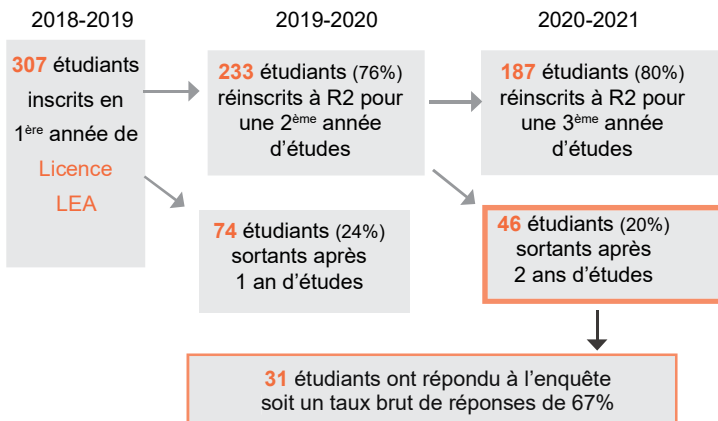 2018-2019
2019-2020
2020-2021
307 étudiants
inscrits en
1ère année de
Licence
LEA
233 étudiants (76%)
réinscrits à R2 pour
une 2ème année
d'études
187 étudiants (80%)
réinscrits à R2 pour
une 3ème année
d'études
74 étudiants (24%)
sortants après
1 an d'études
46 étudiants (20%)
sortants après
2 ans d'études
31 étudiants ont répondu à l'enquête
soit un taux brut de réponses de 67%